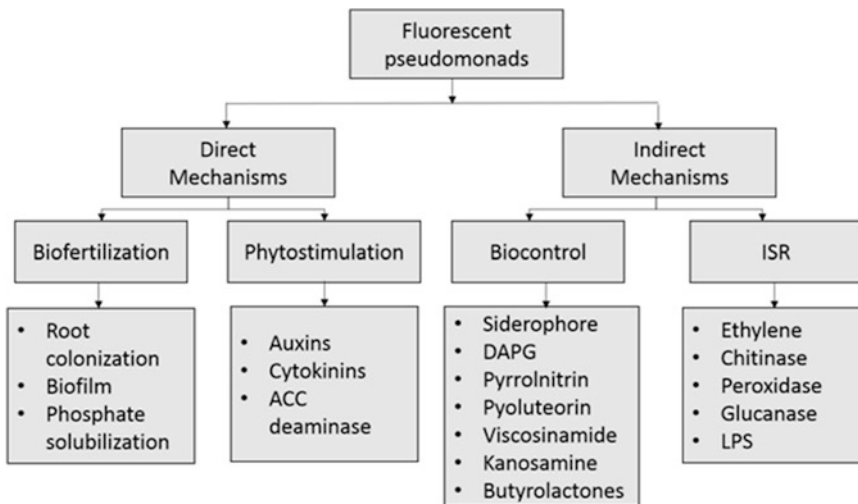 Fluorescent
pseudomonads
Direct
Mechanisms
Indirect
Mechanisms
Biofertilization
Phytostimulation
Biocontrol
ISR
• Root
colonization
• Biofilm
• Phosphate
solubilization
• Auxins
• Cytokinins
• ACC
deaminase
• Siderophore
• DAPG
• Pyrrolnitrin
• Pyoluteorin
• Viscosinamide
• Kanosamine
• Butyrolactones
• Ethylene
• Chitinase
• Peroxidase
• Glucanase
• LPS